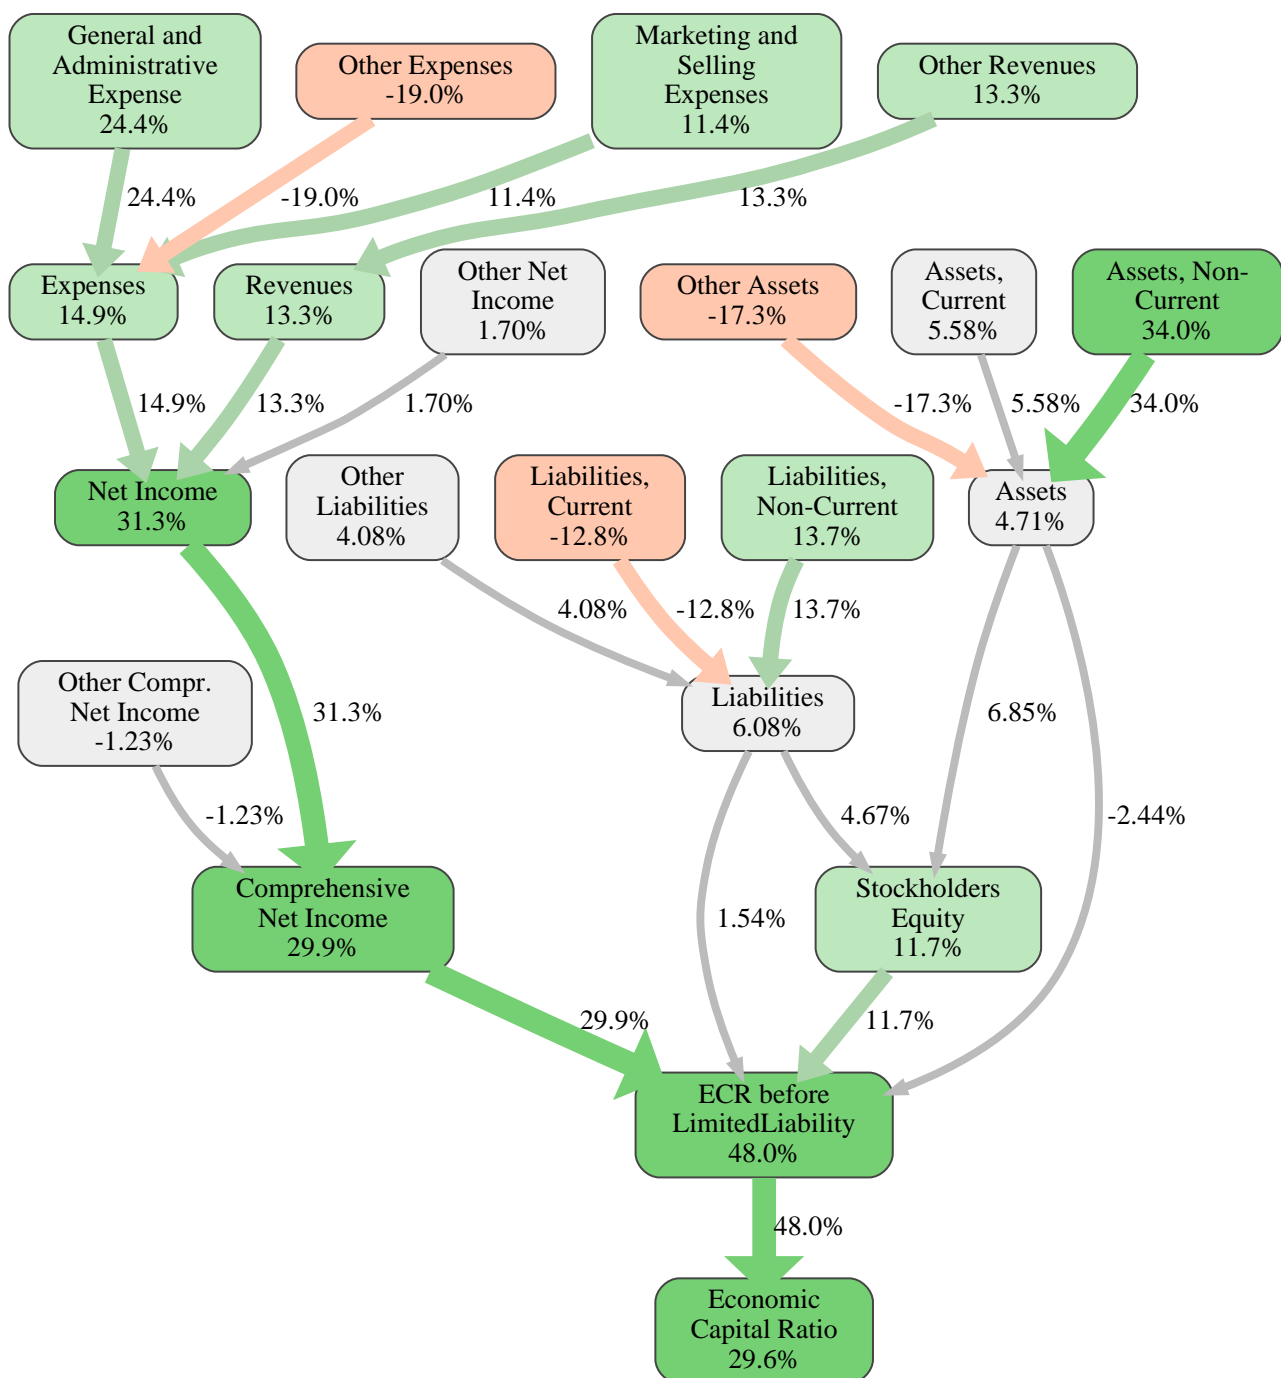 General and
Administrative
Expense
24.4%
Other Expenses
-19.0%
Marketing and
Selling
Expenses
11.4%
Other Revenues
13.3%
24.4%
-19.0%
11.4%
13.3%
Expenses
14.9%
Revenues
13.3%
Other Net
Income
1.70%
Other Assets
-17.3%
Assets,
Current
5.58%
Assets, Non-
Current
34.0%
14.9%
13.3%
1.70%
-17.3%
5.58%
34.0%
Net Income
31.3%
Other
Liabilities
4.08%
Liabilities,
Current
-12.8%
Liabilities,
Non-Current
13.7%
Assets
4.71%
4.08%
-12.8%
13.7%
Other Compr.
Net Income
-1.23%
31.3%
Liabilities
6.08%
6.85%
-1.23%
4.67%
-2.44%
Comprehensive
Net Income
29.9%
1.54%
Stockholders
Equity
11.7%
29.9%
11.7%
ECR before
LimitedLiability
48.0%
48.0%
Economic
Capital Ratio
29.6%